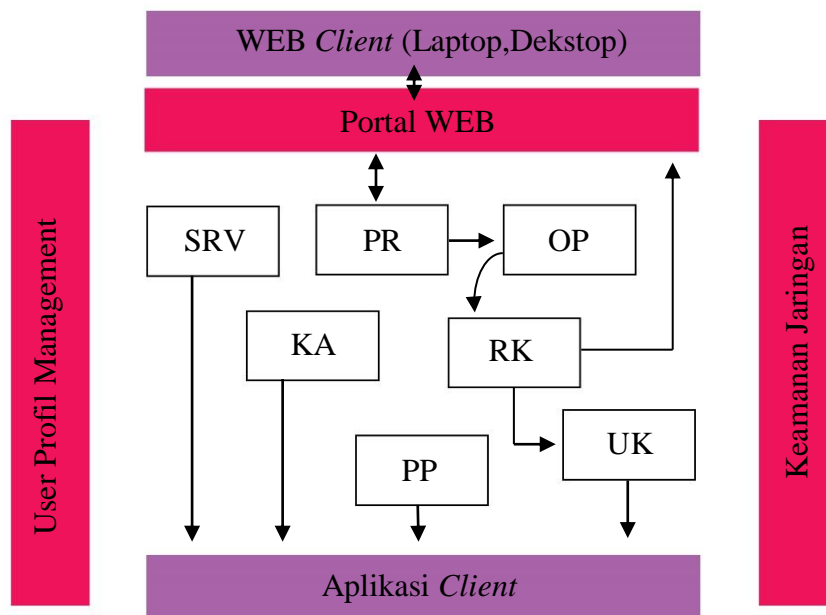 WEB Client (Laptop,Dekstop)
Portal WEB
User Profil Management
Keamanan Jaringan
SRV
PR
OP
KA
RK
UK
PP
Aplikasi Client